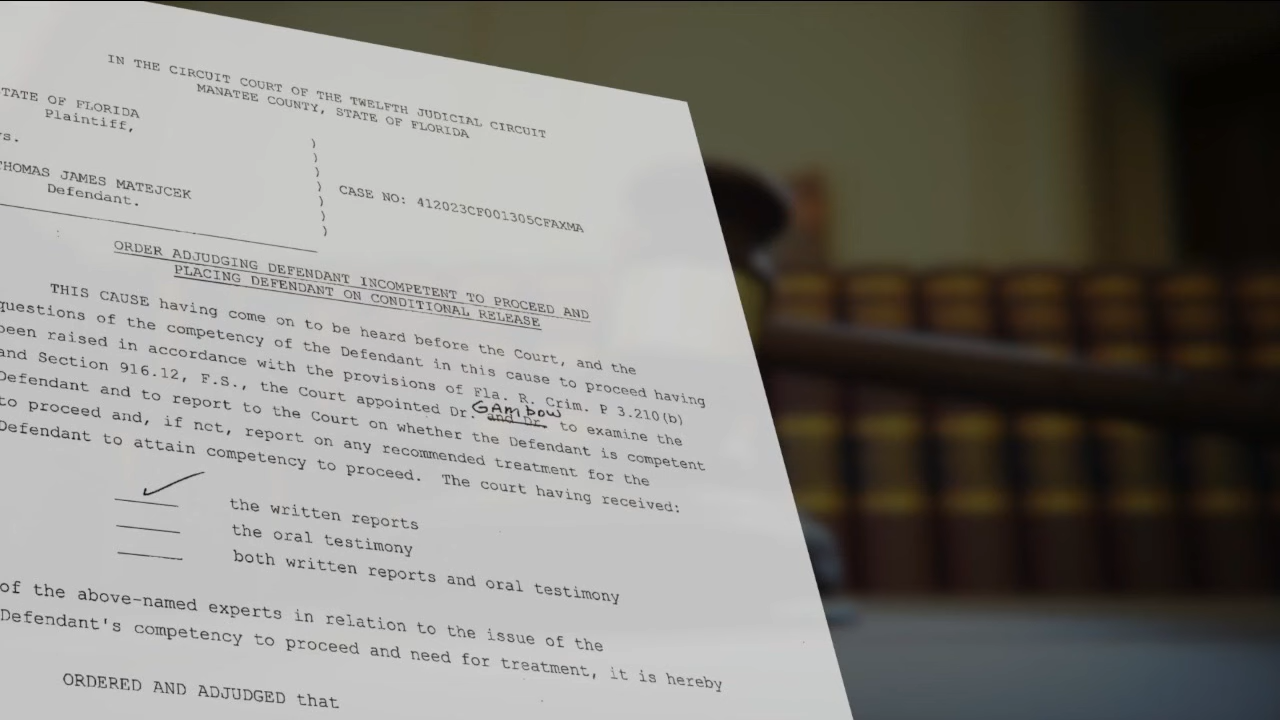 IN THE CIRCUIT COURT OF THE TWELFTH JUDICIAL CIRCUIT
MANATEE COUNTY, STATE OF FLORIDA
TATE OF FLORIDA
Plaintiff,
s.
THOMAS JAMES MATEJCEK
Defendant.
)
)
)
)
)
)
)
CASE NO: 412023CF001305CFAXMA
ORDER ADJUDGING DEFENDANT INCOMPETENT TO PROCEED AND
PLACING DEFENDANT ON CONDITIONAL RELEASE
THIS CAUSE having come on to be heard before the Court, and the
questions of the competency of the Defendant in this cause to proceed having
been raised in accordance with the provisions of Fla. R. Crim. P 3.210(b)
and Section 916.12, F.S., the Court appointed Dr. GAmbow and Dr. to examine the
Defendant and to report to the Court on whether the Defendant is competent
to proceed and, if nct, report on any recommended treatment for the
Defendant to attain competency to proceed. The court having received:
the written reports
the oral testimony
both written reports and oral testimony
of the above-named experts in relation to the issue of the
Defendant's competency to proceed and need for treatment, it is hereby
ORDERED AND ADJUDGED that